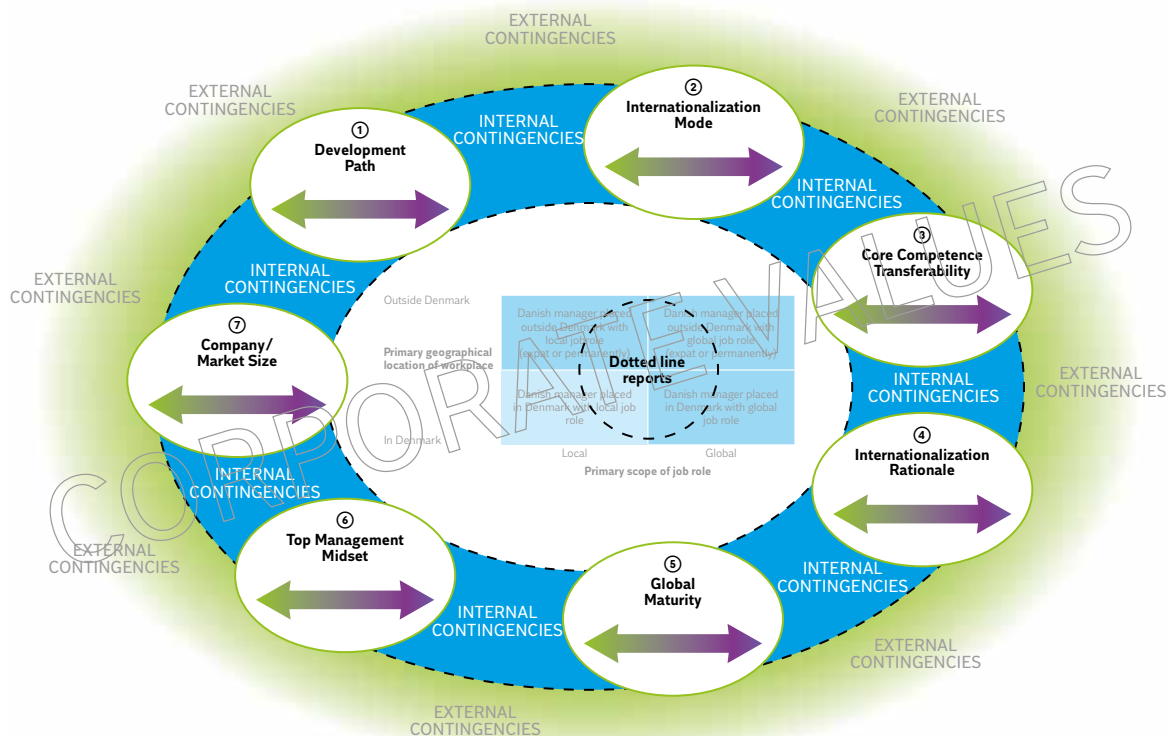 EXTERNAL
CONTINGENCIES
EXTERNAL
CONTINGENCIES
EXTERNAL
CONTINGENCIES
①
Development
Path
INTERNAL
CONTINGENCIES
②
Internationalization
Mode
INTERNAL
CONTINGENCIES
③
Core Competence
Transferability
INTERNAL
CONTINGENCIES
EXTERNAL
CONTINGENCIES
⑦
Company/
Market Size
Outside Denmark
Primary geographical
location of workplace
In Denmark
Danish manager placed
outside Denmark with
local job role
(expat or permanently)
Danish manager placed
outside Denmark with
global job role
(expat or permanently)
Dotted line
reports
Danish manager placed
in Denmark with local job
role
Danish manager placed
in Denmark with global
job role
Local
Global
Primary scope of job role
INTERNAL
CONTINGENCIES
EXTERNAL
CONTINGENCIES
④
Internationalization
Rationale
CORPORATE VALUES
INTERNAL
CONTINGENCIES
EXTERNAL
CONTINGENCIES
⑥
Top Management
Midset
INTERNAL
CONTINGENCIES
⑤
Global
Maturity
INTERNAL
CONTINGENCIES
EXTERNAL
CONTINGENCIES
EXTERNAL
CONTINGENCIES